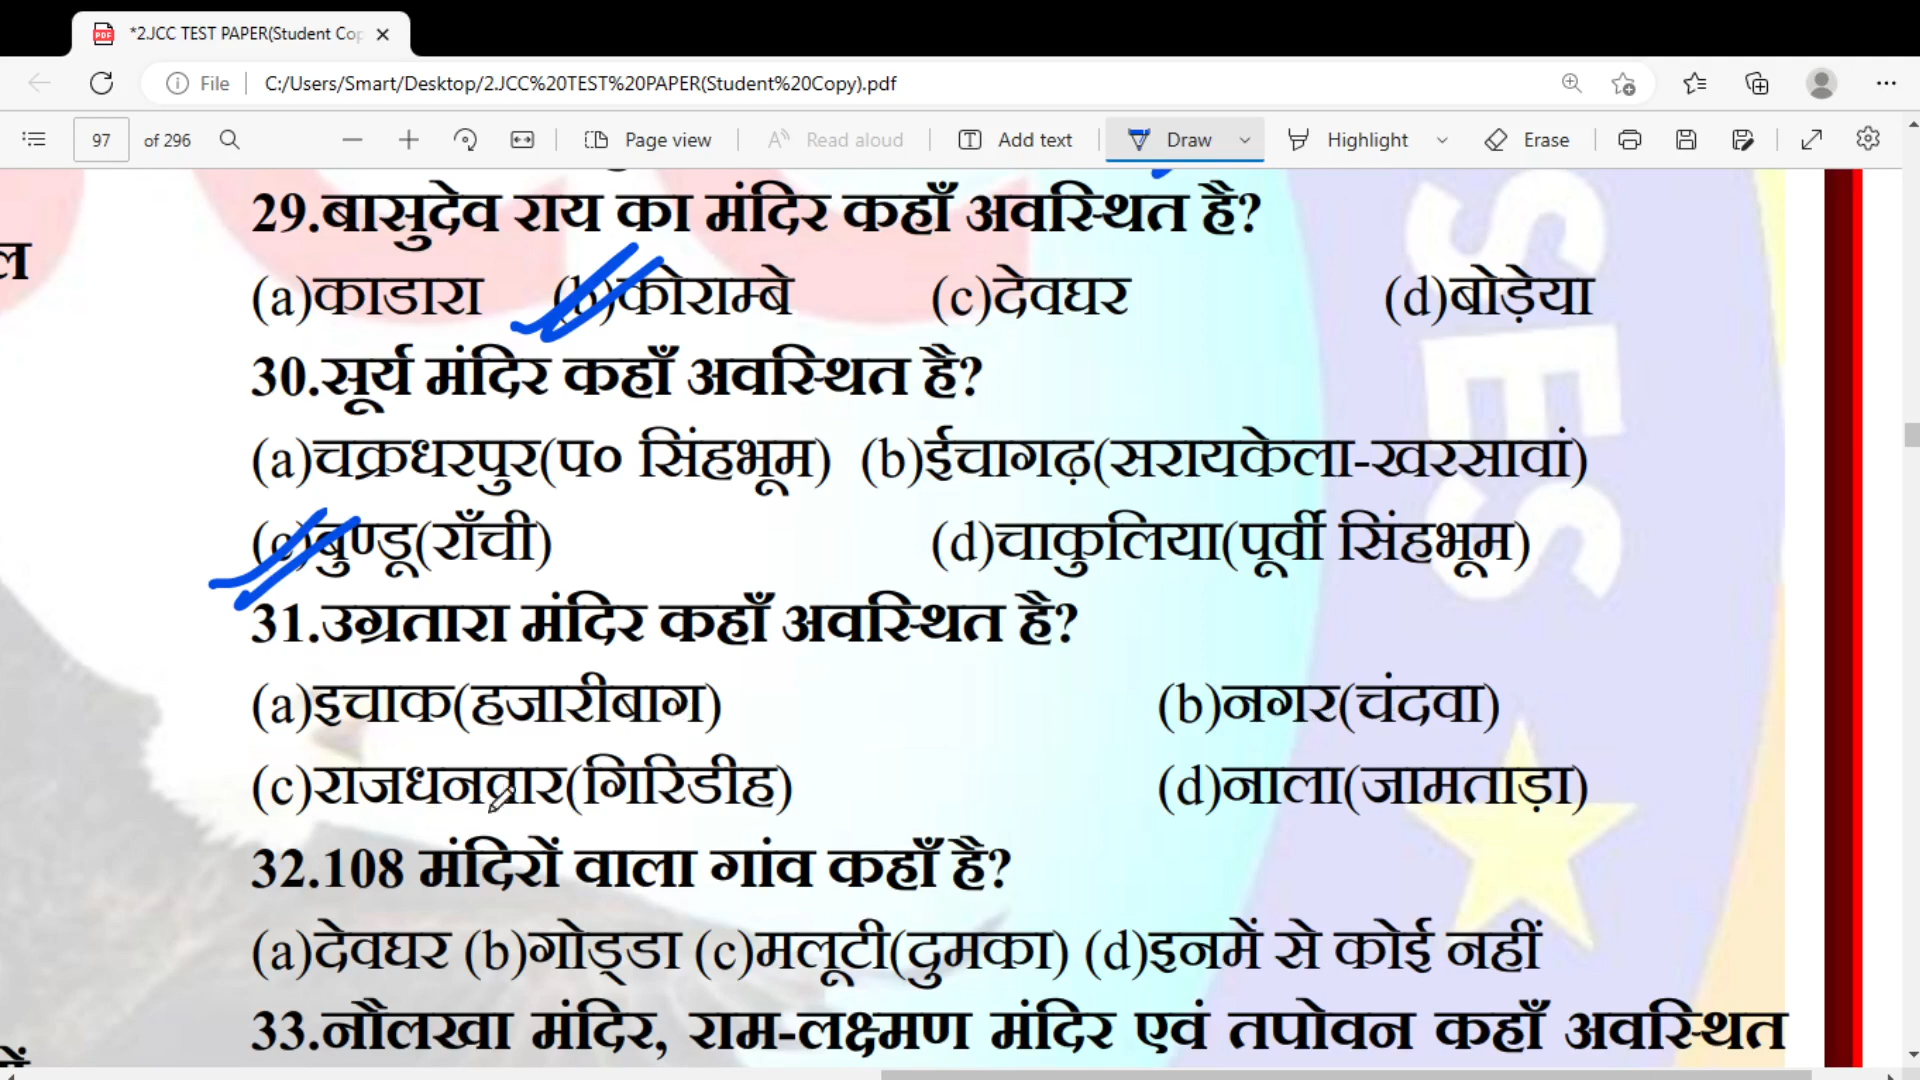 *2.JCC TEST PAPER(Student Cop
File C:/Users/Smart/Desktop/2.JCC%20TEST%20PAPER(Student%20Copy).pdf
97 of 296 Page view Read aloud Add text Draw Highlight Erase
29.बासुदेव राय का मंदिर कहाँ अवस्थित है?
(a)काडारा (b)कोराम्बे (c)देवघर (d)बोड़ेया
30.सूर्य मंदिर कहाँ अवस्थित है?
(a)चक्रधरपुर(प० सिंहभूम) (b)ईचागढ़(सरायकेला-खरसावां)
(c)बुण्डू(राँची) (d)चाकुलिया(पूर्वी सिंहभूम)
31.उग्रतारा मंदिर कहाँ अवस्थित है?
(a)इचाक(हजारीबाग) (b)नगर(चंदवा)
(c)राजधनवार(गिरिडीह) (d)नाला(जामताड़ा)
32.108 मंदिरों वाला गांव कहाँ है?
(a)देवघर (b)गोड्डा (c)मलूटी(दुमका) (d)इनमें से कोई नहीं
33.नौलखा मंदिर, राम-लक्ष्मण मंदिर एवं तपोवन कहाँ अवस्थित